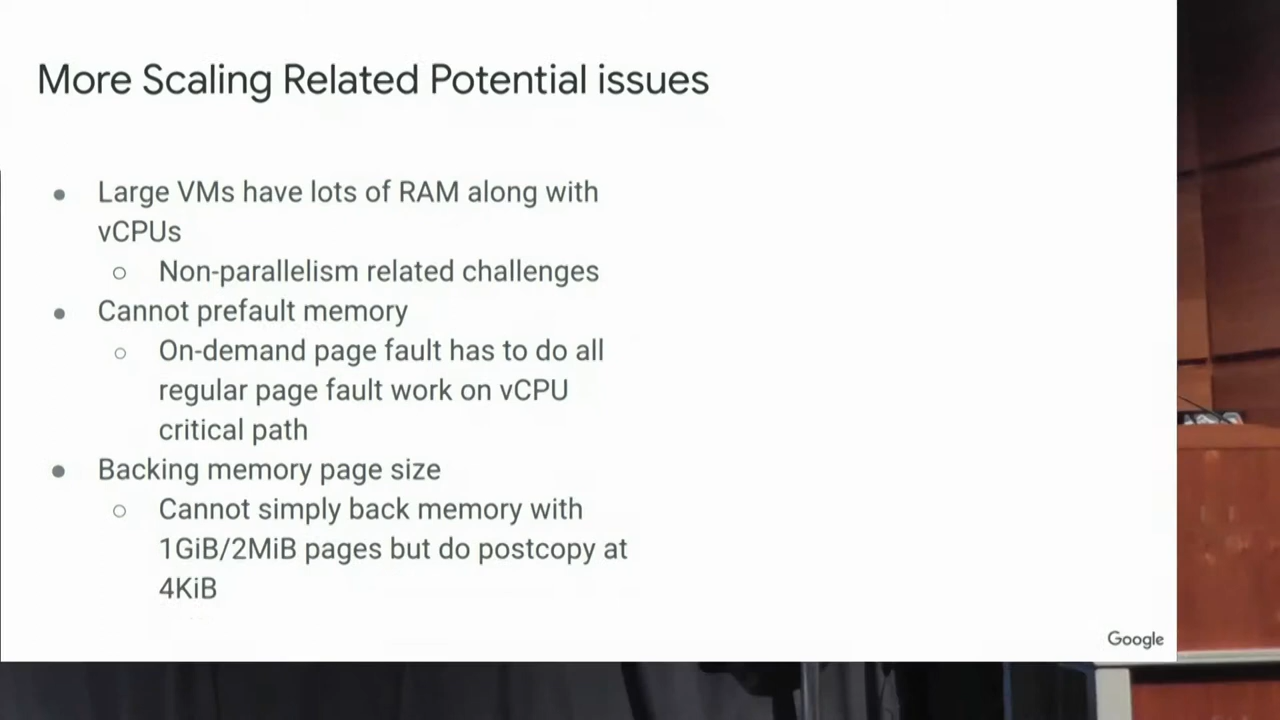 More Scaling Related Potential issues
● Large VMs have lots of RAM along with
vCPUs
○ Non-parallelism related challenges
● Cannot prefault memory
○ On-demand page fault has to do all
regular page fault work on vCPU
critical path
● Backing memory page size
○ Cannot simply back memory with
1GiB/2MiB pages but do postcopy at
4KiB
Google